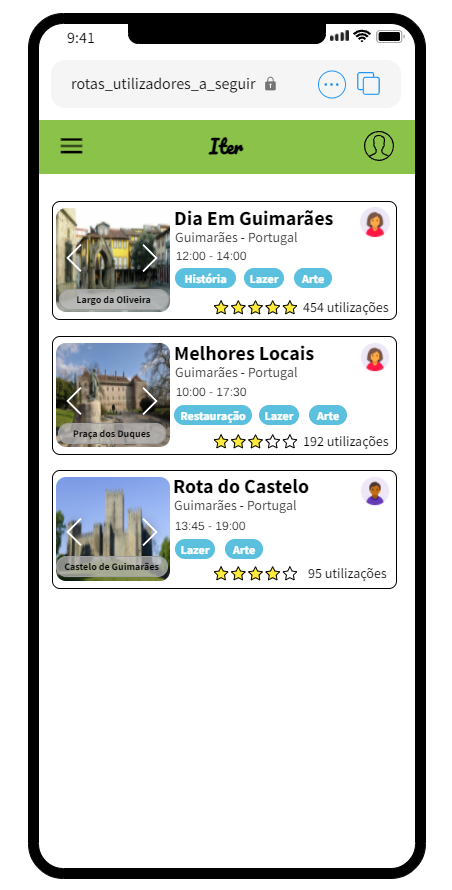 9:41
rotas_utilizadores_a_seguir
Iter
Dia Em Guimarães
Guimarães - Portugal
12:00 - 14:00
História Lazer Arte
Largo da Oliveira
454 utilizações
Melhores Locais
Guimarães - Portugal
10:00 - 17:30
Restauração Lazer Arte
Praça dos Duques
192 utilizações
Rota do Castelo
Guimarães - Portugal
13:45 - 19:00
Lazer Arte
Castelo de Guimarães
95 utilizações